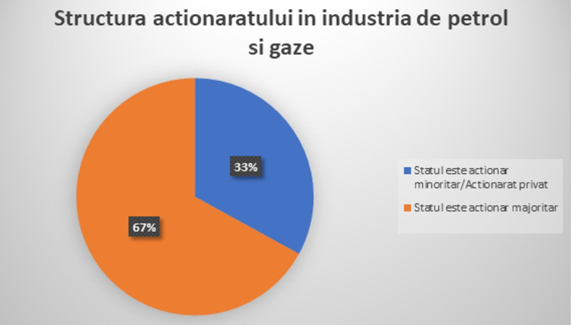 Structura actionaratului in industria de petrol
si gaze
33%
67%
Statul este actionar
minoritar/Actionarat privat
Statul este actionar majoritar